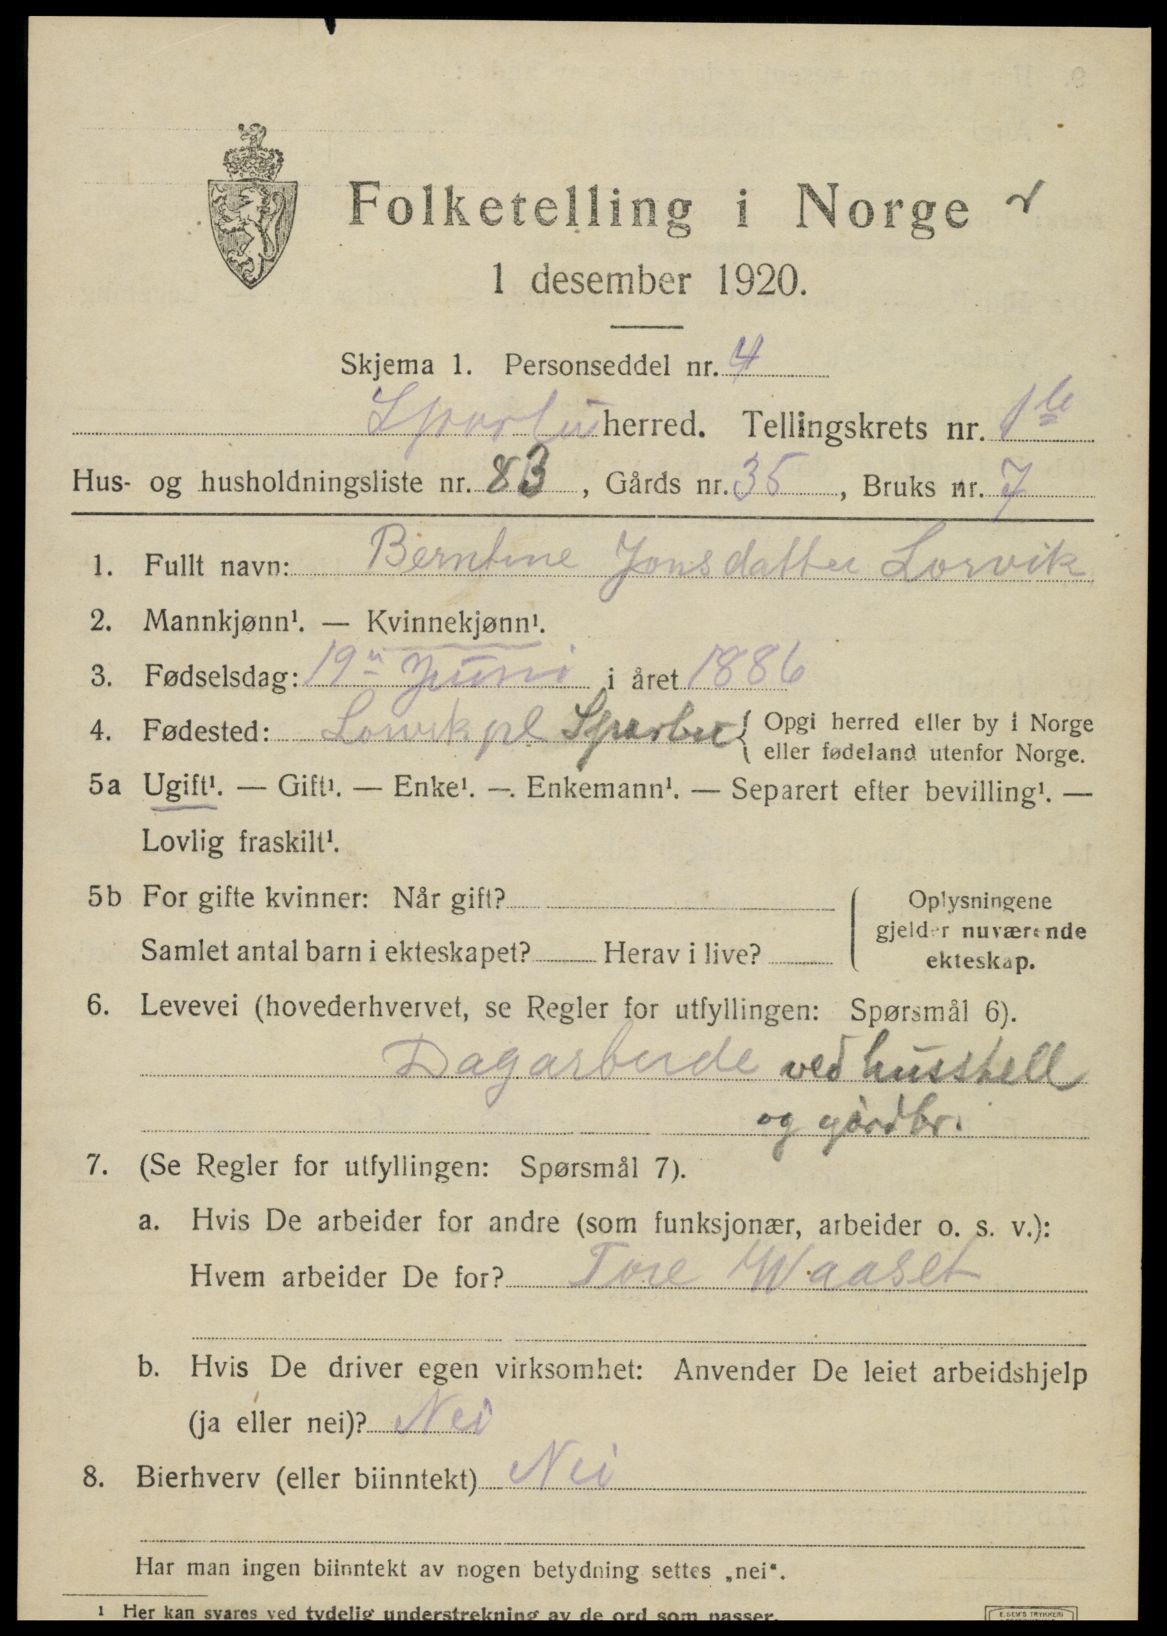 Folketelling i Norge
1 desember 1920.
Skjema 1. Personseddel nr. 4
Sparbu herred. Tellingskrets nr. 1ste
Hus- og husholdningsliste nr. 83, Gårds nr. 35, Bruks nr. 7
1. Fullt navn: Berntine Jonsdatter Lorvik
2. Mannkjønn¹. — Kvinnekjønn¹.
3. Fødselsdag: 19de Juni i året 1886
4. Fødested: Lorvik pl Sparbu { Opgi herred eller by i Norge
eller fødeland utenfor Norge.
5a Ugift¹. — Gift¹. — Enke¹. —. Enkemann¹. — Separert efter bevilling¹. —
Lovlig fraskilt¹.
5b For gifte kvinner: Når gift?
Samlet antal barn i ekteskapet? Herav i live?
Oplysningene
gjelder nuværende
ekteskap.
6. Levevei (hovederhvervet, se Regler for utfyllingen: Spørsmål 6).
Dagarbeide ved husstell
og gårdbr.
7. (Se Regler for utfyllingen: Spørsmål 7).
a. Hvis De arbeider for andre (som funksjonær, arbeider o. s. v.):
Hvem arbeider De for? Tore Waaset
b. Hvis De driver egen virksomhet: Anvender De leiet arbeidshjelp
(ja eller nei)? Nei
8. Bierhverv (eller biinntekt) Nei
Har man ingen biinntekt av nogen betydning settes „nei“.
¹ Her kan svares ved tydelig understrekning av de ord som passer.